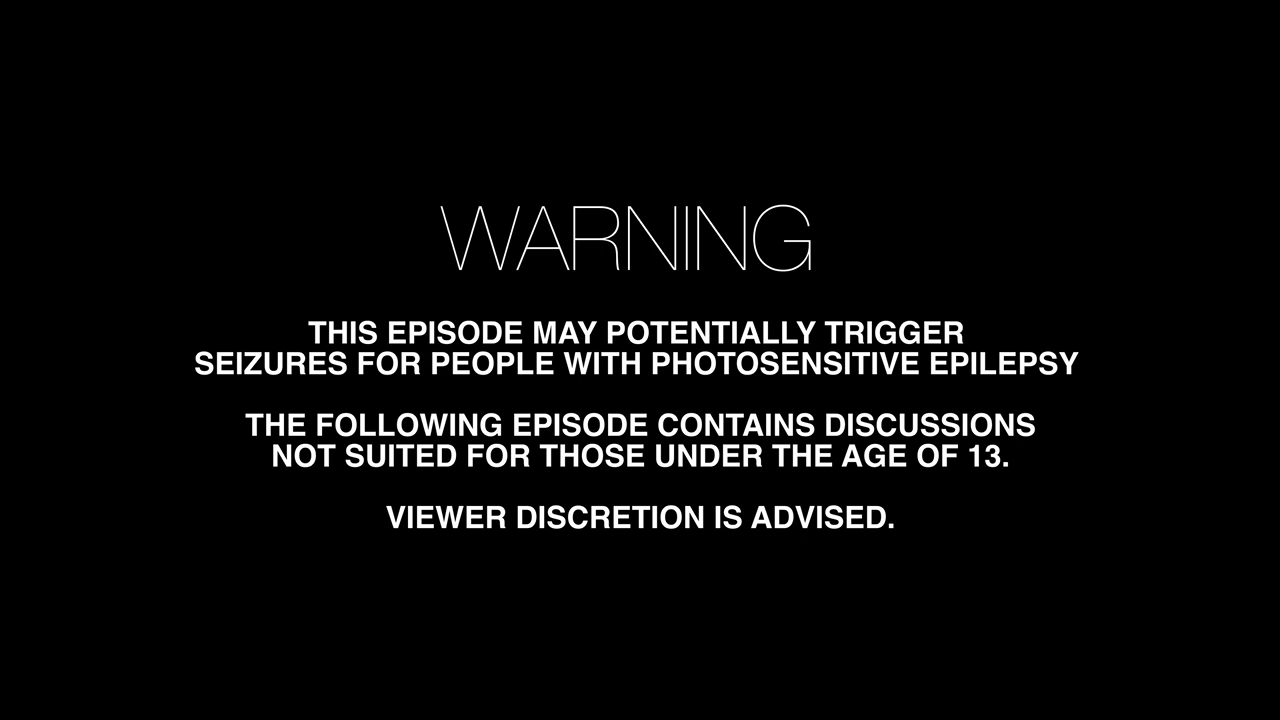 WARNING
THIS EPISODE MAY POTENTIALLY TRIGGER
SEIZURES FOR PEOPLE WITH PHOTOSENSITIVE EPILEPSY
THE FOLLOWING EPISODE CONTAINS DISCUSSIONS
NOT SUITED FOR THOSE UNDER THE AGE OF 13.
VIEWER DISCRETION IS ADVISED.